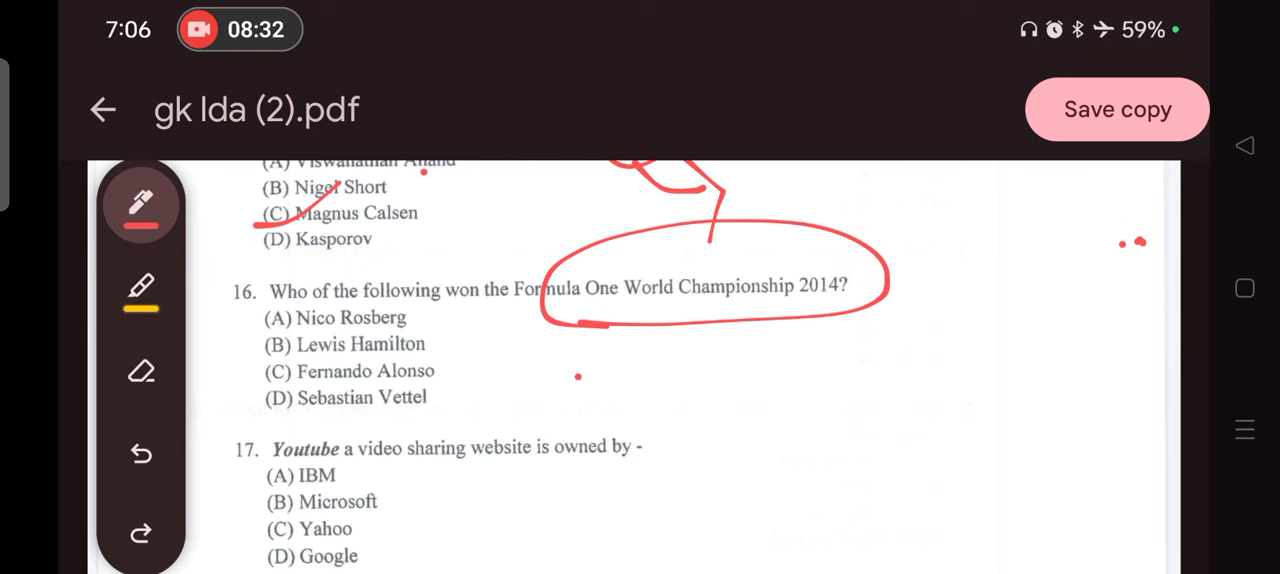 7:06 08:32 59%
gk lda (2).pdf Save copy
(A) Viswanathan Anand
(B) Nigel Short
(C) Magnus Calsen
(D) Kasporov
16. Who of the following won the Formula One World Championship 2014?
(A) Nico Rosberg
(B) Lewis Hamilton
(C) Fernando Alonso
(D) Sebastian Vettel
17. Youtube a video sharing website is owned by -
(A) IBM
(B) Microsoft
(C) Yahoo
(D) Google